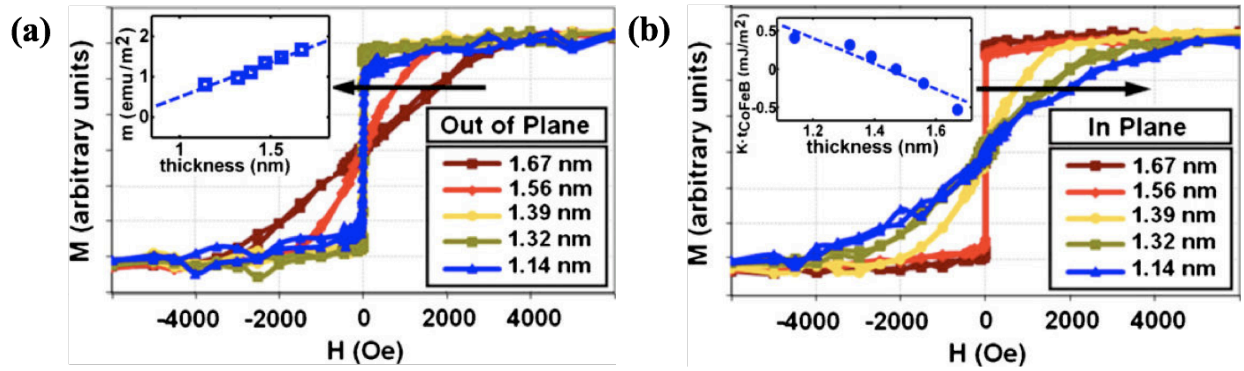 (a)
M (arbitrary units)
m (emu/m²)
2
1
0
1
1.5
thickness (nm)
Out of Plane
1.67 nm
1.56 nm
1.39 nm
1.32 nm
1.14 nm
-4000
-2000
0
2000
4000
H (Oe)
(b)
M (arbitrary units)
K·tCoFeB (mJ/m²)
0.5
0
-0.5
1.2
1.4
1.6
thickness (nm)
In Plane
1.67 nm
1.56 nm
1.39 nm
1.32 nm
1.14 nm
-4000
-2000
0
2000
4000
H (Oe)